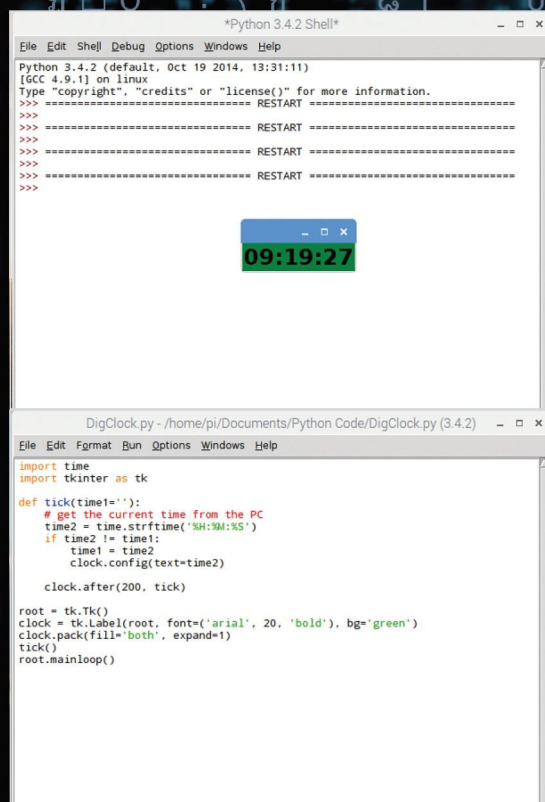 *Python 3.4.2 Shell*
File Edit Shell Debug Options Windows Help
Python 3.4.2 (default, Oct 19 2014, 13:31:11)
[GCC 4.9.1] on linux
Type "copyright", "credits" or "license()" for more information.
>>> ================================ RESTART ================================
>>>
>>> ================================ RESTART ================================
>>>
>>> ================================ RESTART ================================
>>>
>>> ================================ RESTART ================================
>>>
09:19:27
DigClock.py - /home/pi/Documents/Python Code/DigClock.py (3.4.2)
File Edit Format Run Options Windows Help
import time
import tkinter as tk
def tick(time1=''):
    # get the current time from the PC
    time2 = time.strftime('%H:%M:%S')
    if time2 != time1:
        time1 = time2
        clock.config(text=time2)
    clock.after(200, tick)
root = tk.Tk()
clock = tk.Label(root, font=('arial', 20, 'bold'), bg='green')
clock.pack(fill='both', expand=1)
tick()
root.mainloop()